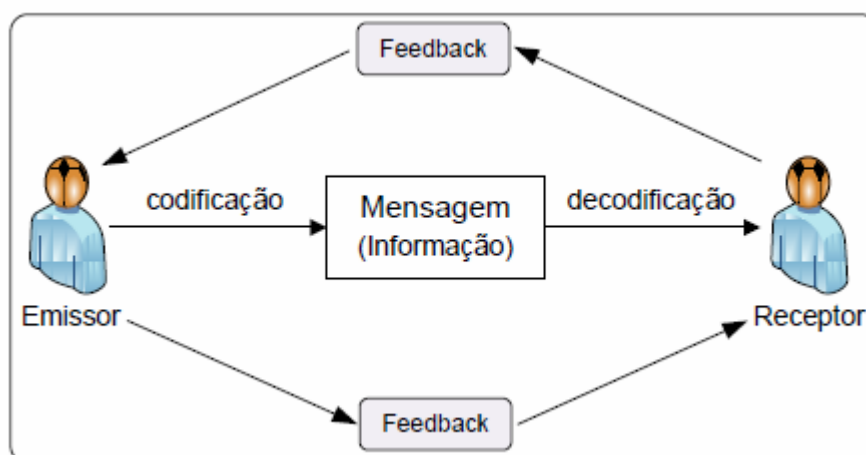 Feedback
codificação
Mensagem
(Informação)
decodificação
Emissor
Receptor
Feedback